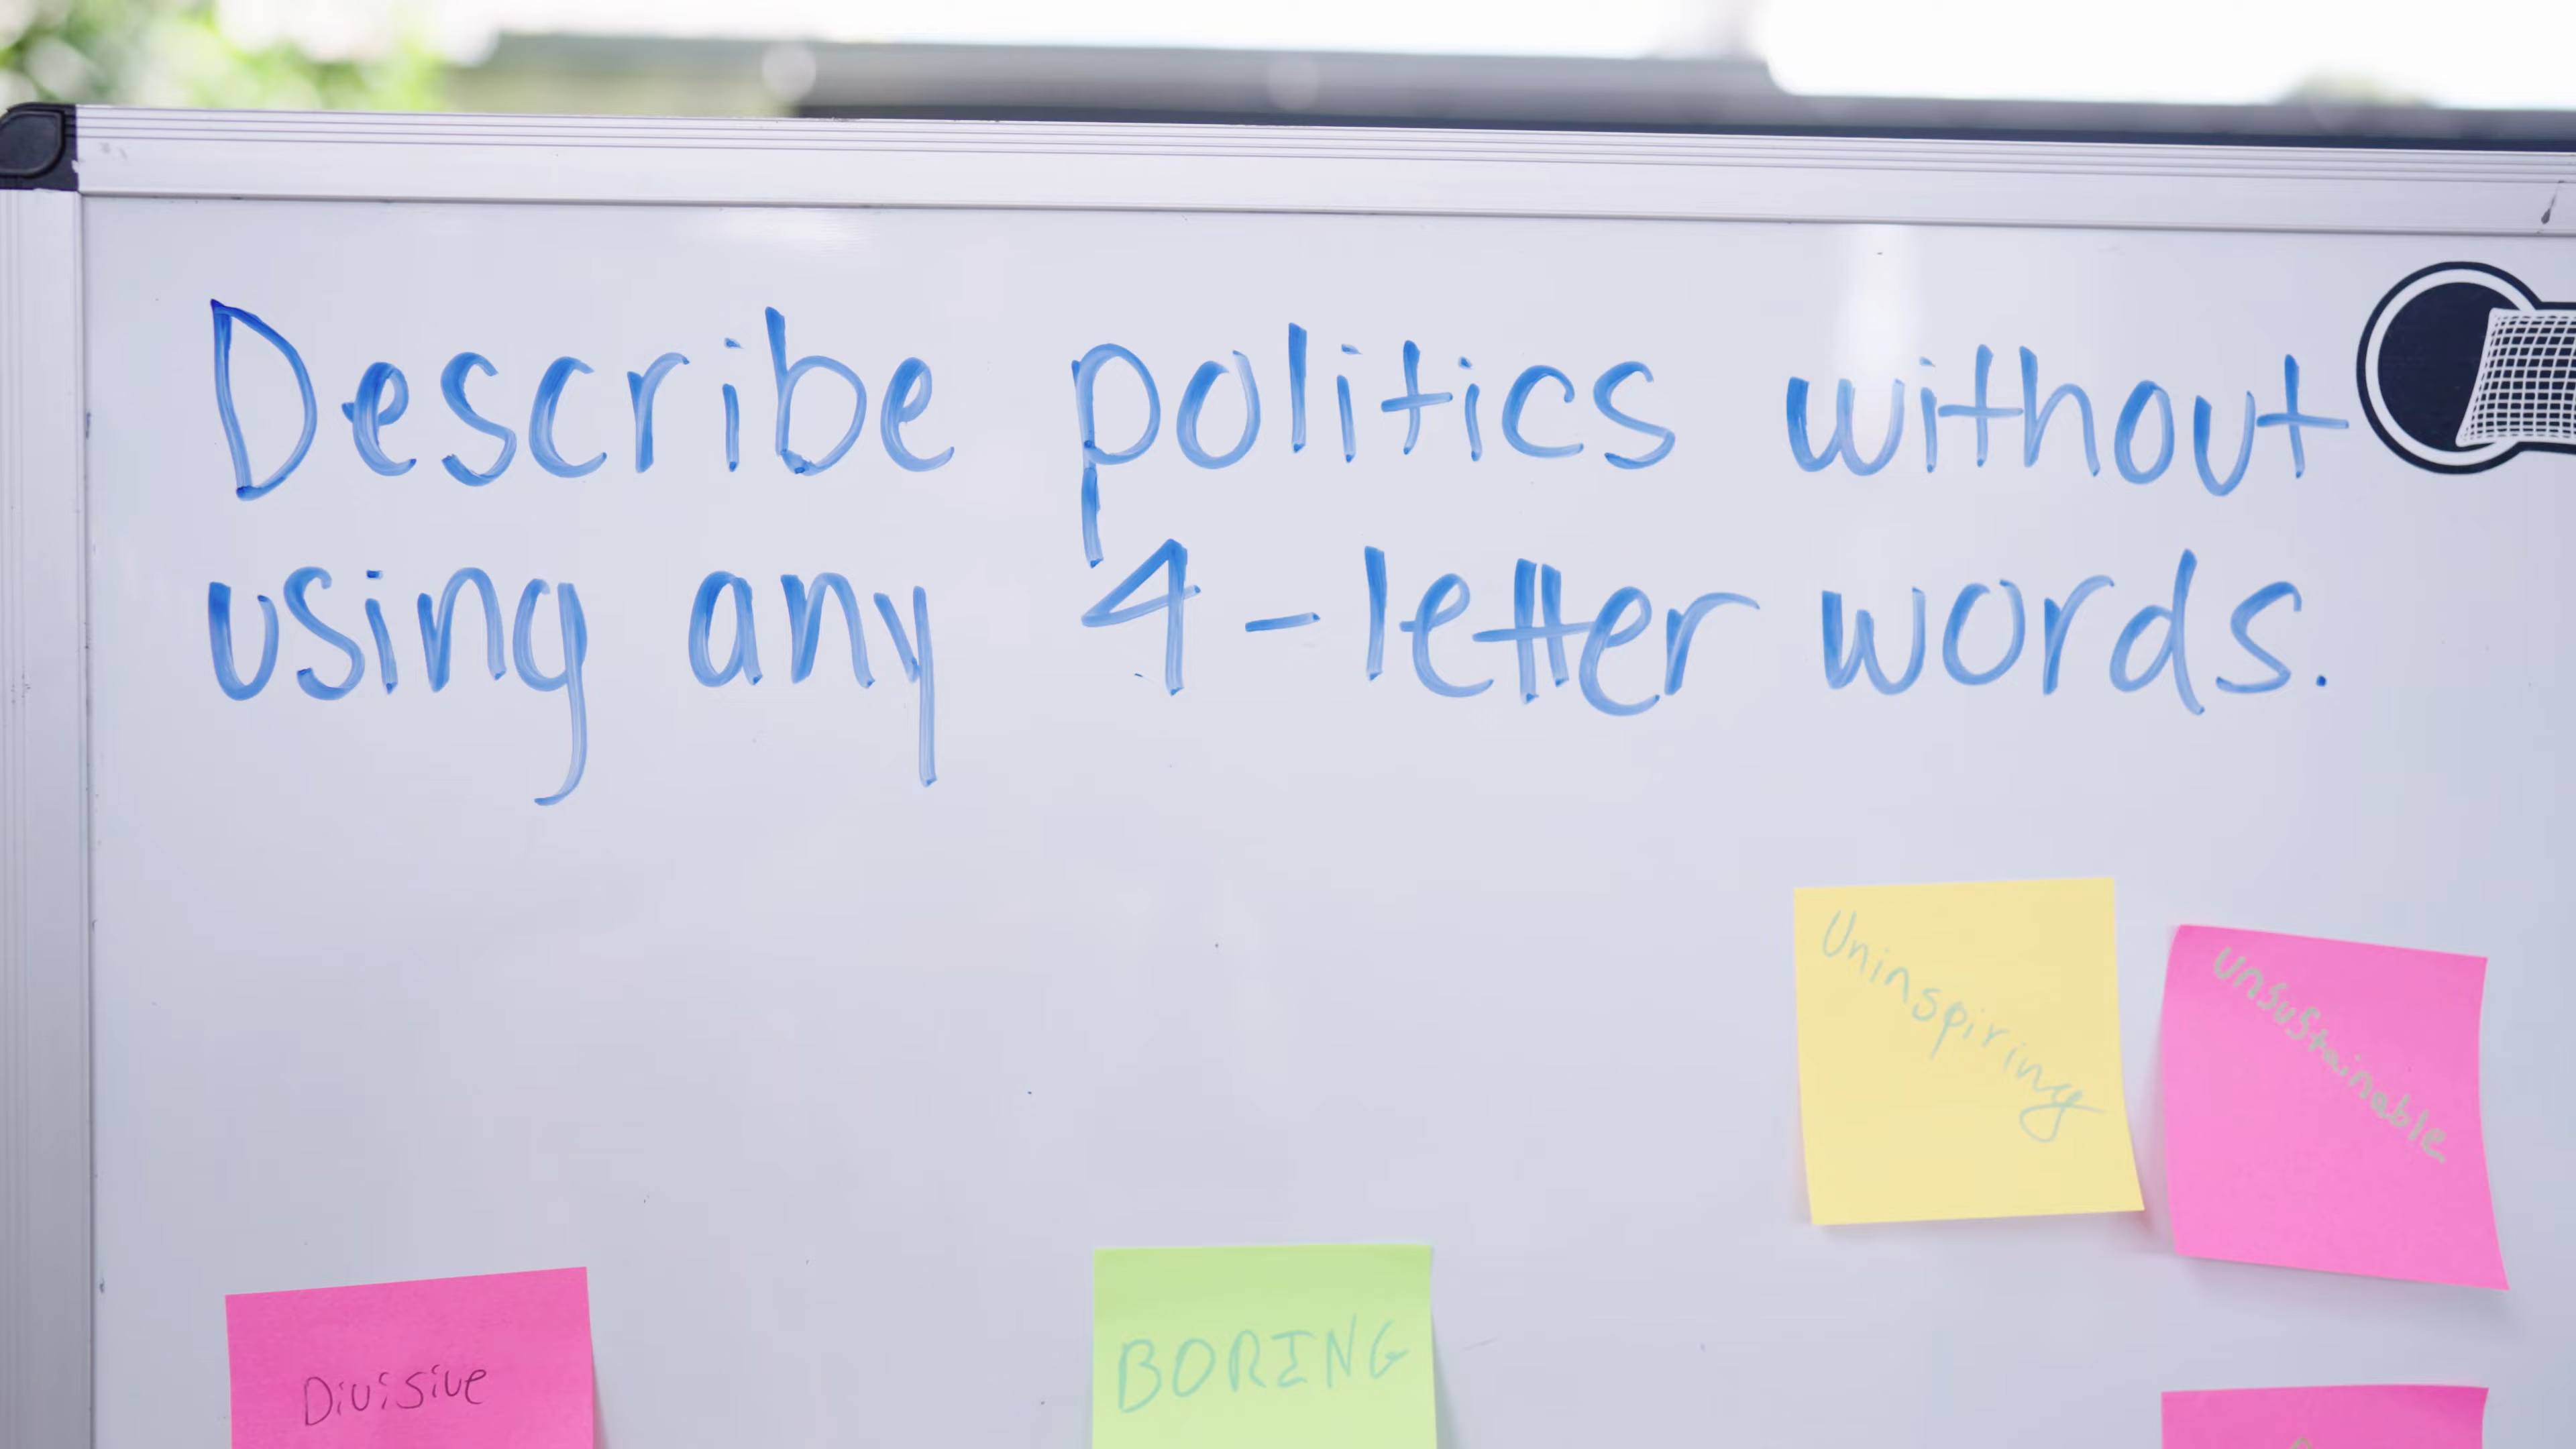 Describe politics without
using any 4-letter words.
Uninspiring
unsustainable
Divisive
BORING